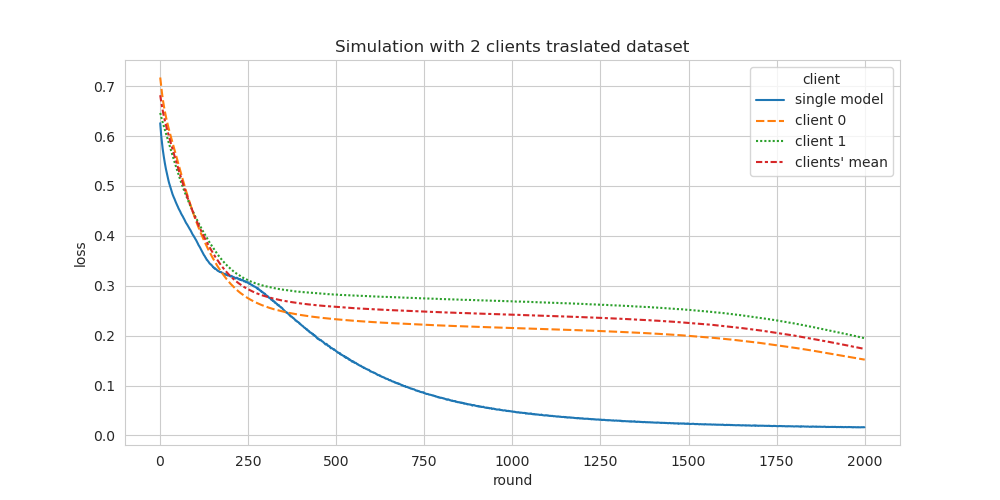 Simulation with 2 clients traslated dataset
client
single model
client 0
client 1
clients' mean
loss
0.7
0.6
0.5
0.4
0.3
0.2
0.1
0.0
0 250 500 750 1000 1250 1500 1750 2000
round